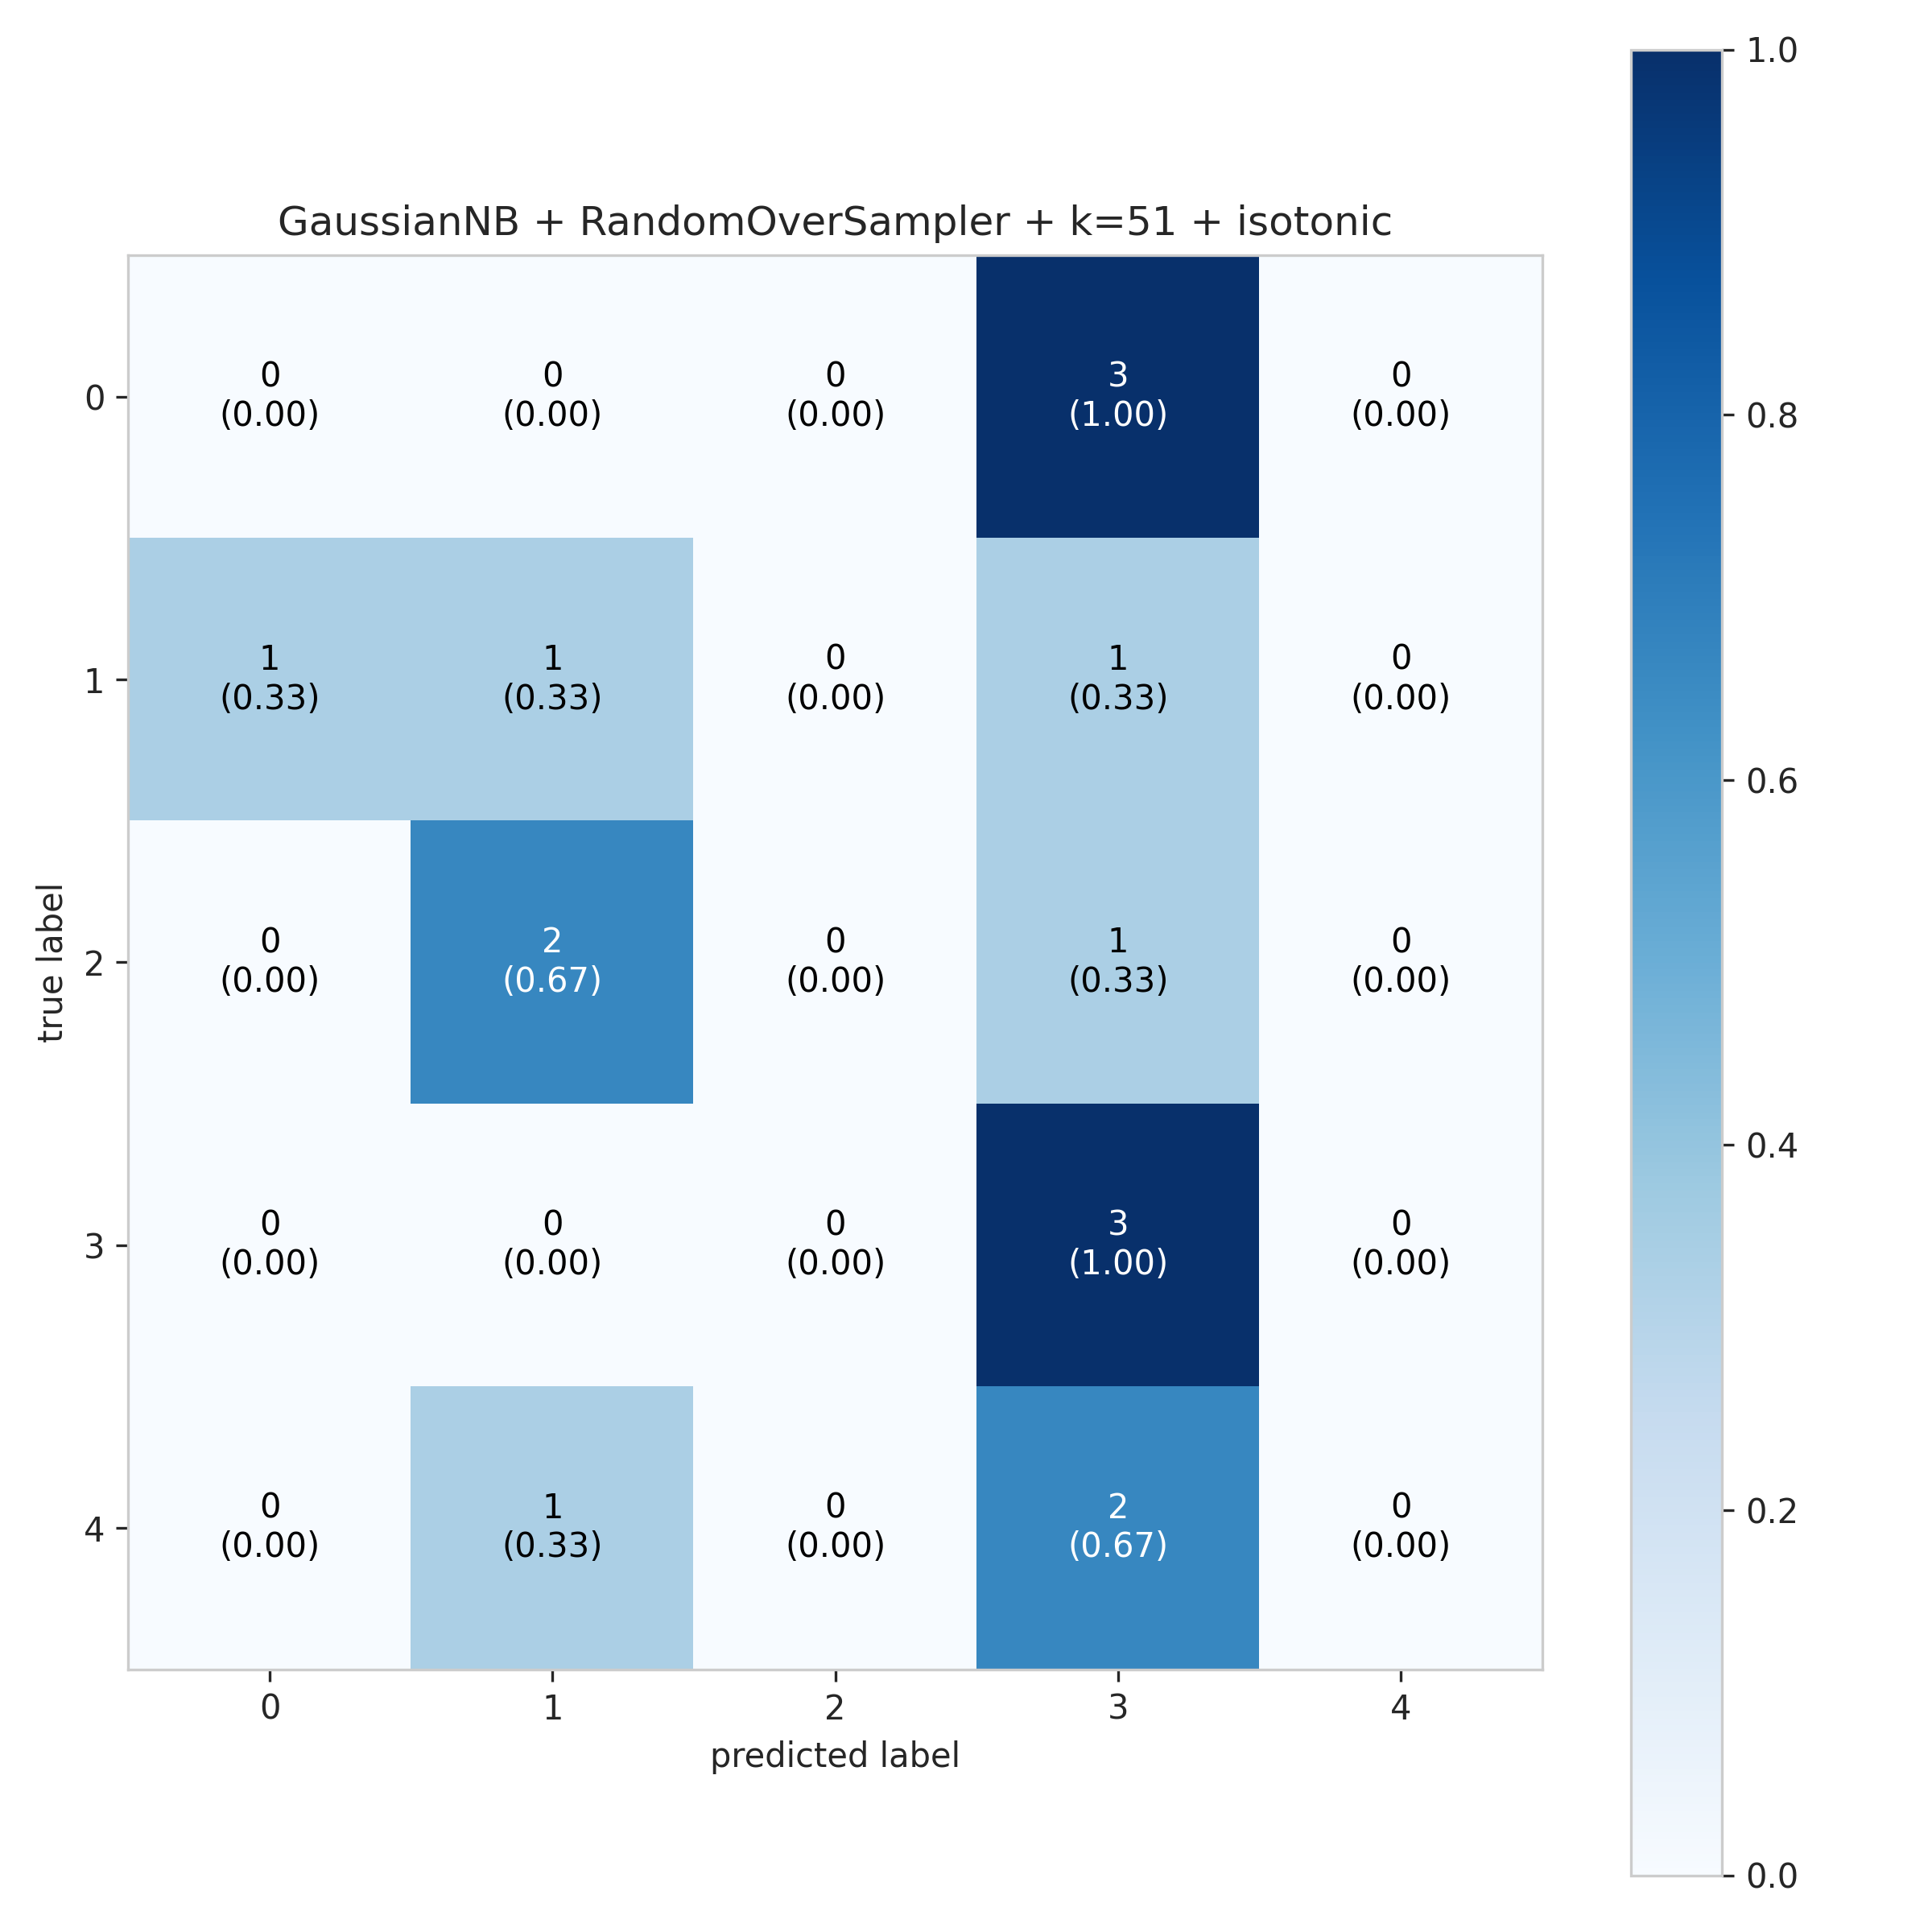 GaussianNB + RandomOverSampler + k=51 + isotonic
1.0
0.8
0.6
0.4
0.2
0.0
true label
0
0 0 0 3 0
(0.00) (0.00) (0.00) (1.00) (0.00)
1
1 1 0 1 0
(0.33) (0.33) (0.00) (0.33) (0.00)
2
0 2 0 1 0
(0.00) (0.67) (0.00) (0.33) (0.00)
3
0 0 0 3 0
(0.00) (0.00) (0.00) (1.00) (0.00)
4
0 1 0 2 0
(0.00) (0.33) (0.00) (0.67) (0.00)
0 1 2 3 4
predicted label